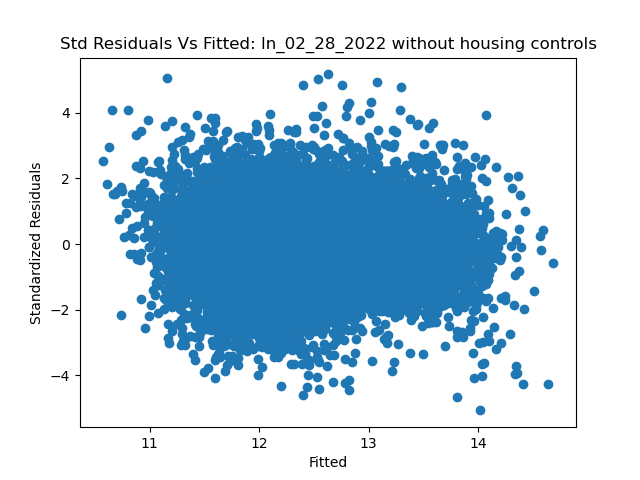 Std Residuals Vs Fitted: ln_02_28_2022 without housing controls
4
2
0
−2
−4
Standardized Residuals
11 12 13 14
Fitted